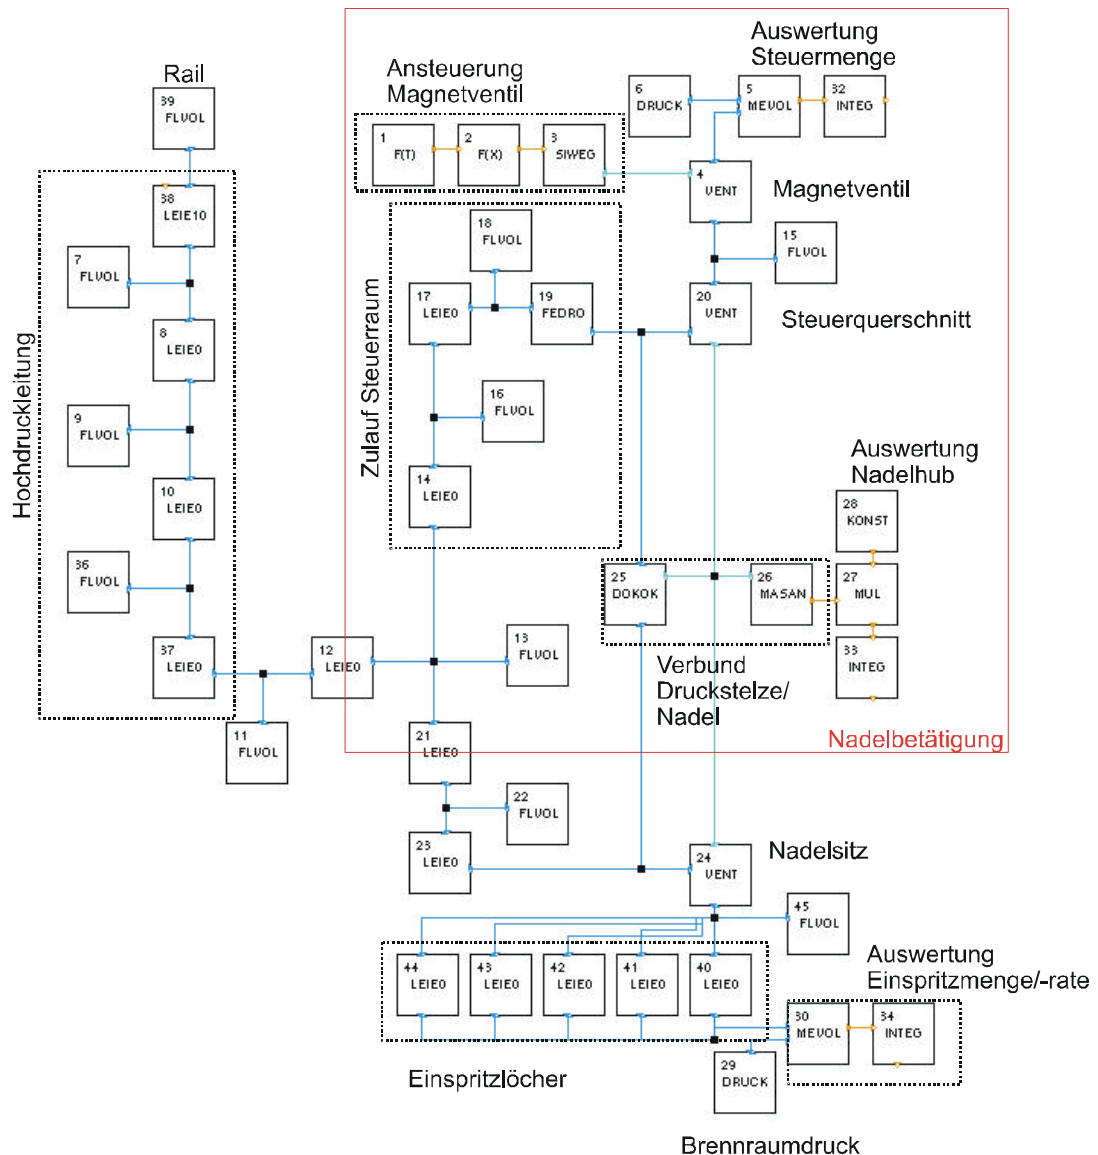 Auswertung
Steuermenge
Rail
Ansteuerung
Magnetventil
39
FLVOL
6
DRUCK
5
MEVOL
32
INTEG
1
F(T)
2
F(X)
3
SIWEG
4
VENT
Magnetventil
38
LEIE10
18
FLVOL
15
FLVOL
7
FLVOL
17
LEIE0
19
FEDRO
20
VENT
Steuerquerschnitt
8
LEIE0
Zulauf Steuerraum
16
FLVOL
Hochdruckleitung
9
FLVOL
14
LEIE0
10
LEIE0
Auswertung
Nadelhub
28
KONST
36
FLVOL
25
DOKOK
26
MASAN
27
MUL
37
LEIE0
12
LEIE0
13
FLVOL
33
INTEG
Verbund
Druckstelze/
Nadel
11
FLVOL
21
LEIE0
Nadelbetätigung
22
FLVOL
23
LEIE0
24
VENT
Nadelsitz
45
FLVOL
44
LEIE0
43
LEIE0
42
LEIE0
41
LEIE0
40
LEIE0
Auswertung
Einspritzmenge/-rate
30
MEVOL
34
INTEG
Einspritzlöcher
29
DRUCK
Brennraumdruck